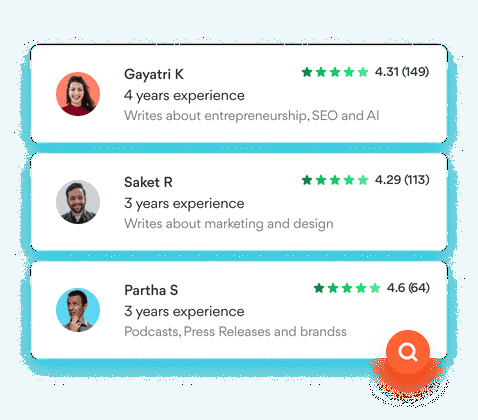 Gayatri K
4.31 (149)
4 years experience
Writes about entrepreneurship, SEO and AI
Saket R
4.29 (113)
3 years experience
Writes about marketing and design
Partha S
4.6 (64)
3 years experience
Podcasts, Press Releases and brandss